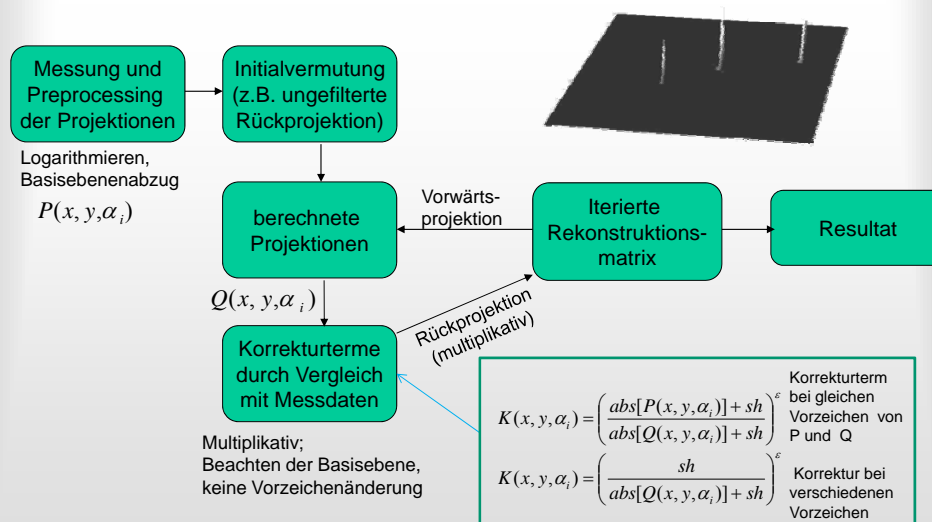 Messung und
Preprocessing
der Projektionen
Initialvermutung
(z.B. ungefilterte
Rückprojektion)
Logarithmieren,
Basisebenenabzug
P(x, y,α_i)
berechnete
Projektionen
Vorwärts-
projektion
Iterierte
Rekonstruktions-
matrix
Resultat
Q(x, y,α_i)
Rückprojektion
(multiplikativ)
Korrekturterme
durch Vergleich
mit Messdaten
Multiplikativ;
Beachten der Basisebene,
keine Vorzeichenänderung
K(x, y,α_i) = ((abs[P(x, y,α_i)] + sh) / (abs[Q(x, y,α_i)] + sh))^ε
Korrekturterm
bei gleichen
Vorzeichen von
P und Q
K(x, y,α_i) = (sh / (abs[Q(x, y,α_i)] + sh))^ε
Korrektur bei
verschiedenen
Vorzeichen